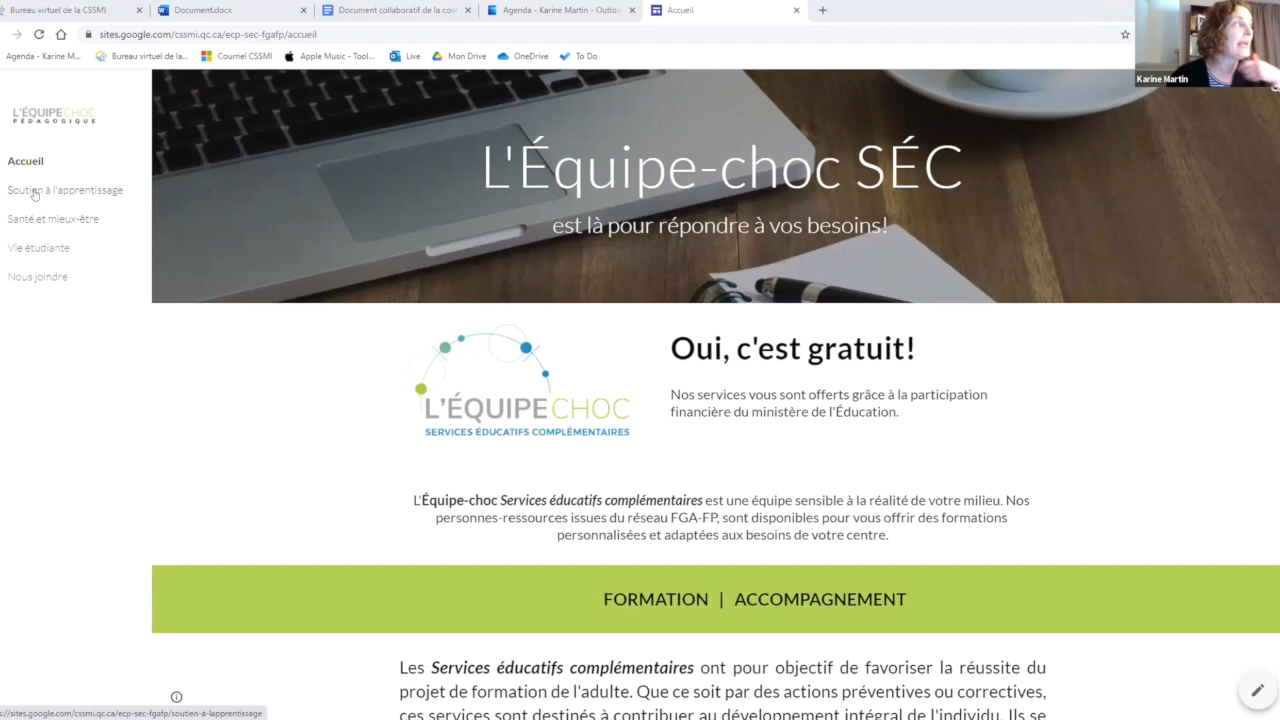 Bureau virtuel de la CSSMI
Document.docx
Document collaboratif de la com
Agenda - Karine Martin - Outlo
Accueil
sites.google.com/cssmi.qc.ca/ecp-sec-fgafp/accueil
Agenda - Karine M...
Bureau virtuel de la...
Courriel CSSMI
Apple Music - Tool...
Live
Mon Drive
OneDrive
To Do
Karine Martin
L'ÉQUIPECHOC
PÉDAGOGIQUE
Accueil
Soutien à l'apprentissage
Santé et mieux-être
Vie étudiante
Nous joindre
L'Équipe-choc SÉC
est là pour répondre à vos besoins!
L'ÉQUIPECHOC
SERVICES ÉDUCATIFS COMPLÉMENTAIRES
Oui, c'est gratuit!
Nos services vous sont offerts grâce à la participation
financière du ministère de l'Éducation.
L'Équipe-choc Services éducatifs complémentaires est une équipe sensible à la réalité de votre milieu. Nos
personnes-ressources issues du réseau FGA-FP, sont disponibles pour vous offrir des formations
personnalisées et adaptées aux besoins de votre centre.
FORMATION | ACCOMPAGNEMENT
Les Services éducatifs complémentaires ont pour objectif de favoriser la réussite du
projet de formation de l'adulte. Que ce soit par des actions préventives ou correctives,
ces services sont destinés à contribuer au développement intégral de l'individu. Ils se
s://sites.google.com/cssmi.qc.ca/ecp-sec-fgafp/soutien-à-lapprentissage